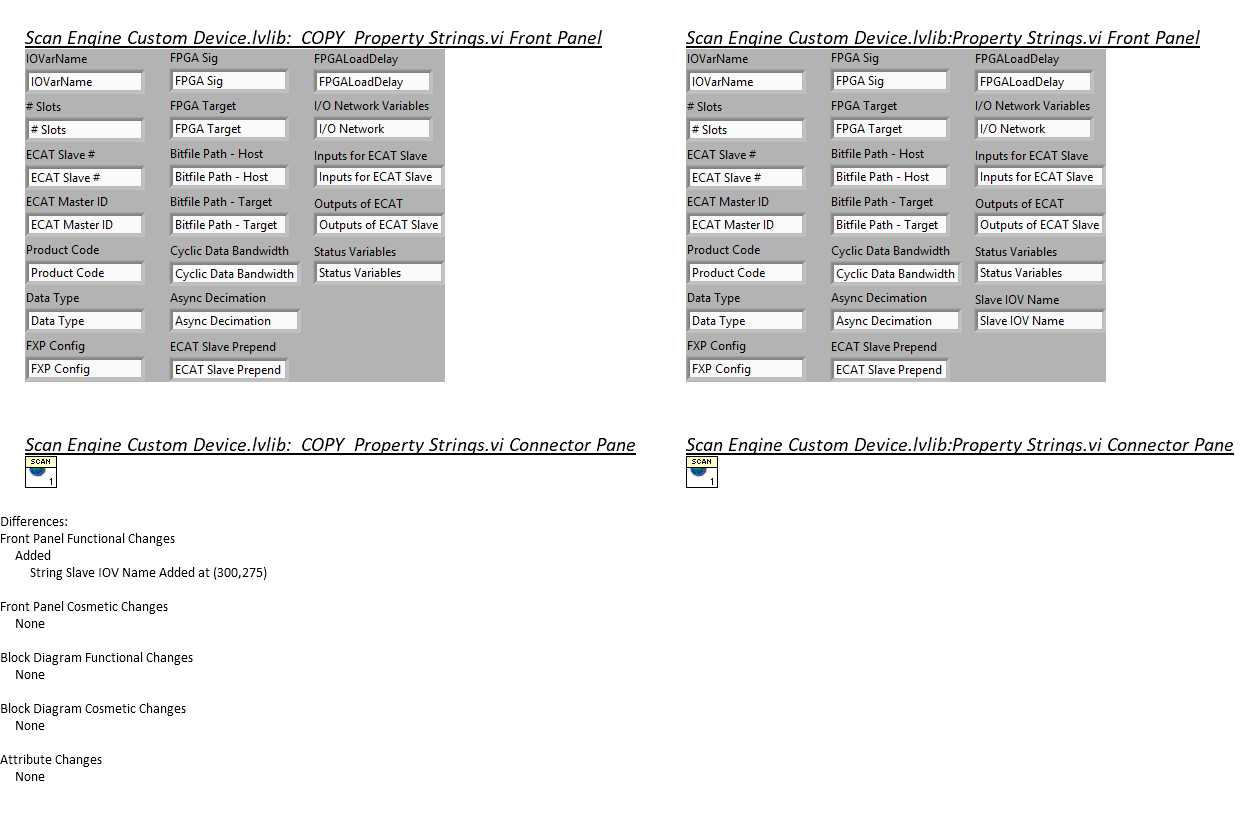 Scan Engine Custom Device.lvlib:_COPY_Property Strings.vi Front Panel
IOVarName FPGA Sig FPGALoadDelay
IOVarName FPGA Sig FPGALoadDelay
# Slots FPGA Target I/O Network Variables
# Slots FPGA Target I/O Network
ECAT Slave # Bitfile Path - Host Inputs for ECAT Slave
ECAT Slave # Bitfile Path - Host Inputs for ECAT Slave
ECAT Master ID Bitfile Path - Target Outputs of ECAT
ECAT Master ID Bitfile Path - Target Outputs of ECAT Slave
Product Code Cyclic Data Bandwidth Status Variables
Product Code Cyclic Data Bandwidth Status Variables
Data Type Async Decimation
Data Type Async Decimation
FXP Config ECAT Slave Prepend
FXP Config ECAT Slave Prepend
Scan Engine Custom Device.lvlib:Property Strings.vi Front Panel
IOVarName FPGA Sig FPGALoadDelay
IOVarName FPGA Sig FPGALoadDelay
# Slots FPGA Target I/O Network Variables
# Slots FPGA Target I/O Network
ECAT Slave # Bitfile Path - Host Inputs for ECAT Slave
ECAT Slave # Bitfile Path - Host Inputs for ECAT Slave
ECAT Master ID Bitfile Path - Target Outputs of ECAT
ECAT Master ID Bitfile Path - Target Outputs of ECAT Slave
Product Code Cyclic Data Bandwidth Status Variables
Product Code Cyclic Data Bandwidth Status Variables
Data Type Async Decimation Slave IOV Name
Data Type Async Decimation Slave IOV Name
FXP Config ECAT Slave Prepend
FXP Config ECAT Slave Prepend
Scan Engine Custom Device.lvlib:_COPY_Property Strings.vi Connector Pane
SCAN
1
Scan Engine Custom Device.lvlib:Property Strings.vi Connector Pane
SCAN
1
Differences:
Front Panel Functional Changes
Added
String Slave IOV Name Added at (300,275)
Front Panel Cosmetic Changes
None
Block Diagram Functional Changes
None
Block Diagram Cosmetic Changes
None
Attribute Changes
None